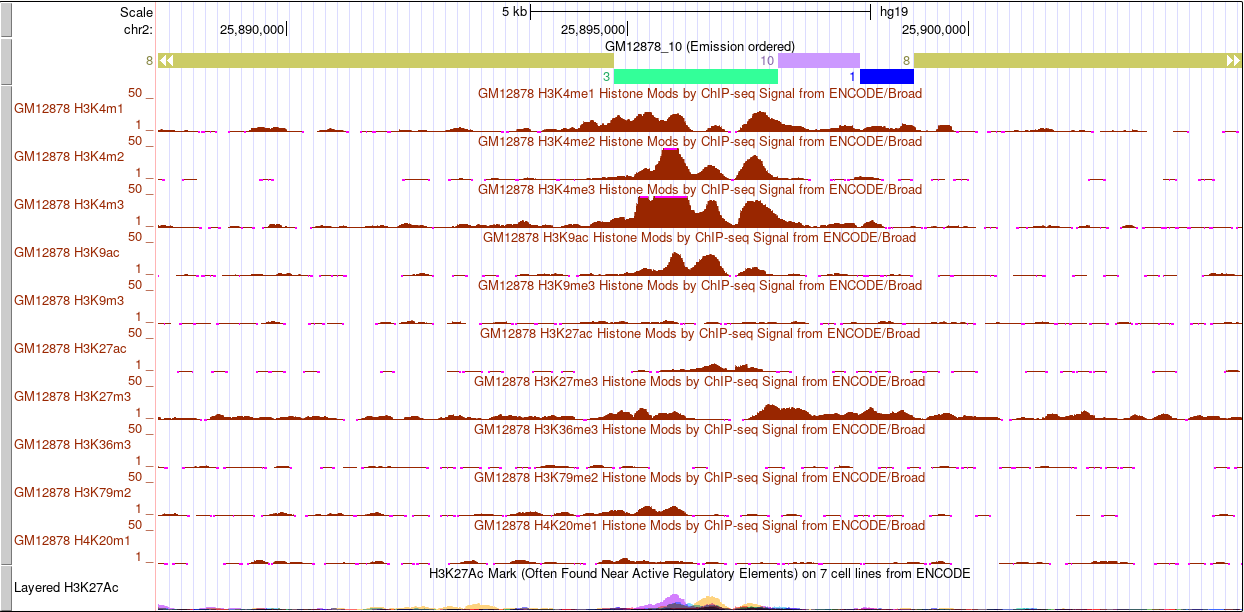 Scale 5 kb hg19
chr2: 25,890,000 25,895,000 25,900,000
GM12878_10 (Emission ordered)
8 10 8
3 1
GM12878 H3K4me1 Histone Mods by ChIP-seq Signal from ENCODE/Broad
50 _
GM12878 H3K4m1
1 _
GM12878 H3K4me2 Histone Mods by ChIP-seq Signal from ENCODE/Broad
50 _
GM12878 H3K4m2
1 _
GM12878 H3K4me3 Histone Mods by ChIP-seq Signal from ENCODE/Broad
50 _
GM12878 H3K4m3
1 _
GM12878 H3K9ac Histone Mods by ChIP-seq Signal from ENCODE/Broad
50 _
GM12878 H3K9ac
1 _
GM12878 H3K9me3 Histone Mods by ChIP-seq Signal from ENCODE/Broad
50 _
GM12878 H3K9m3
1 _
GM12878 H3K27ac Histone Mods by ChIP-seq Signal from ENCODE/Broad
50 _
GM12878 H3K27ac
1 _
GM12878 H3K27me3 Histone Mods by ChIP-seq Signal from ENCODE/Broad
50 _
GM12878 H3K27m3
1 _
GM12878 H3K36me3 Histone Mods by ChIP-seq Signal from ENCODE/Broad
50 _
GM12878 H3K36m3
1 _
GM12878 H3K79me2 Histone Mods by ChIP-seq Signal from ENCODE/Broad
50 _
GM12878 H3K79m2
1 _
GM12878 H4K20me1 Histone Mods by ChIP-seq Signal from ENCODE/Broad
50 _
GM12878 H4K20m1
1 _
H3K27Ac Mark (Often Found Near Active Regulatory Elements) on 7 cell lines from ENCODE
Layered H3K27Ac